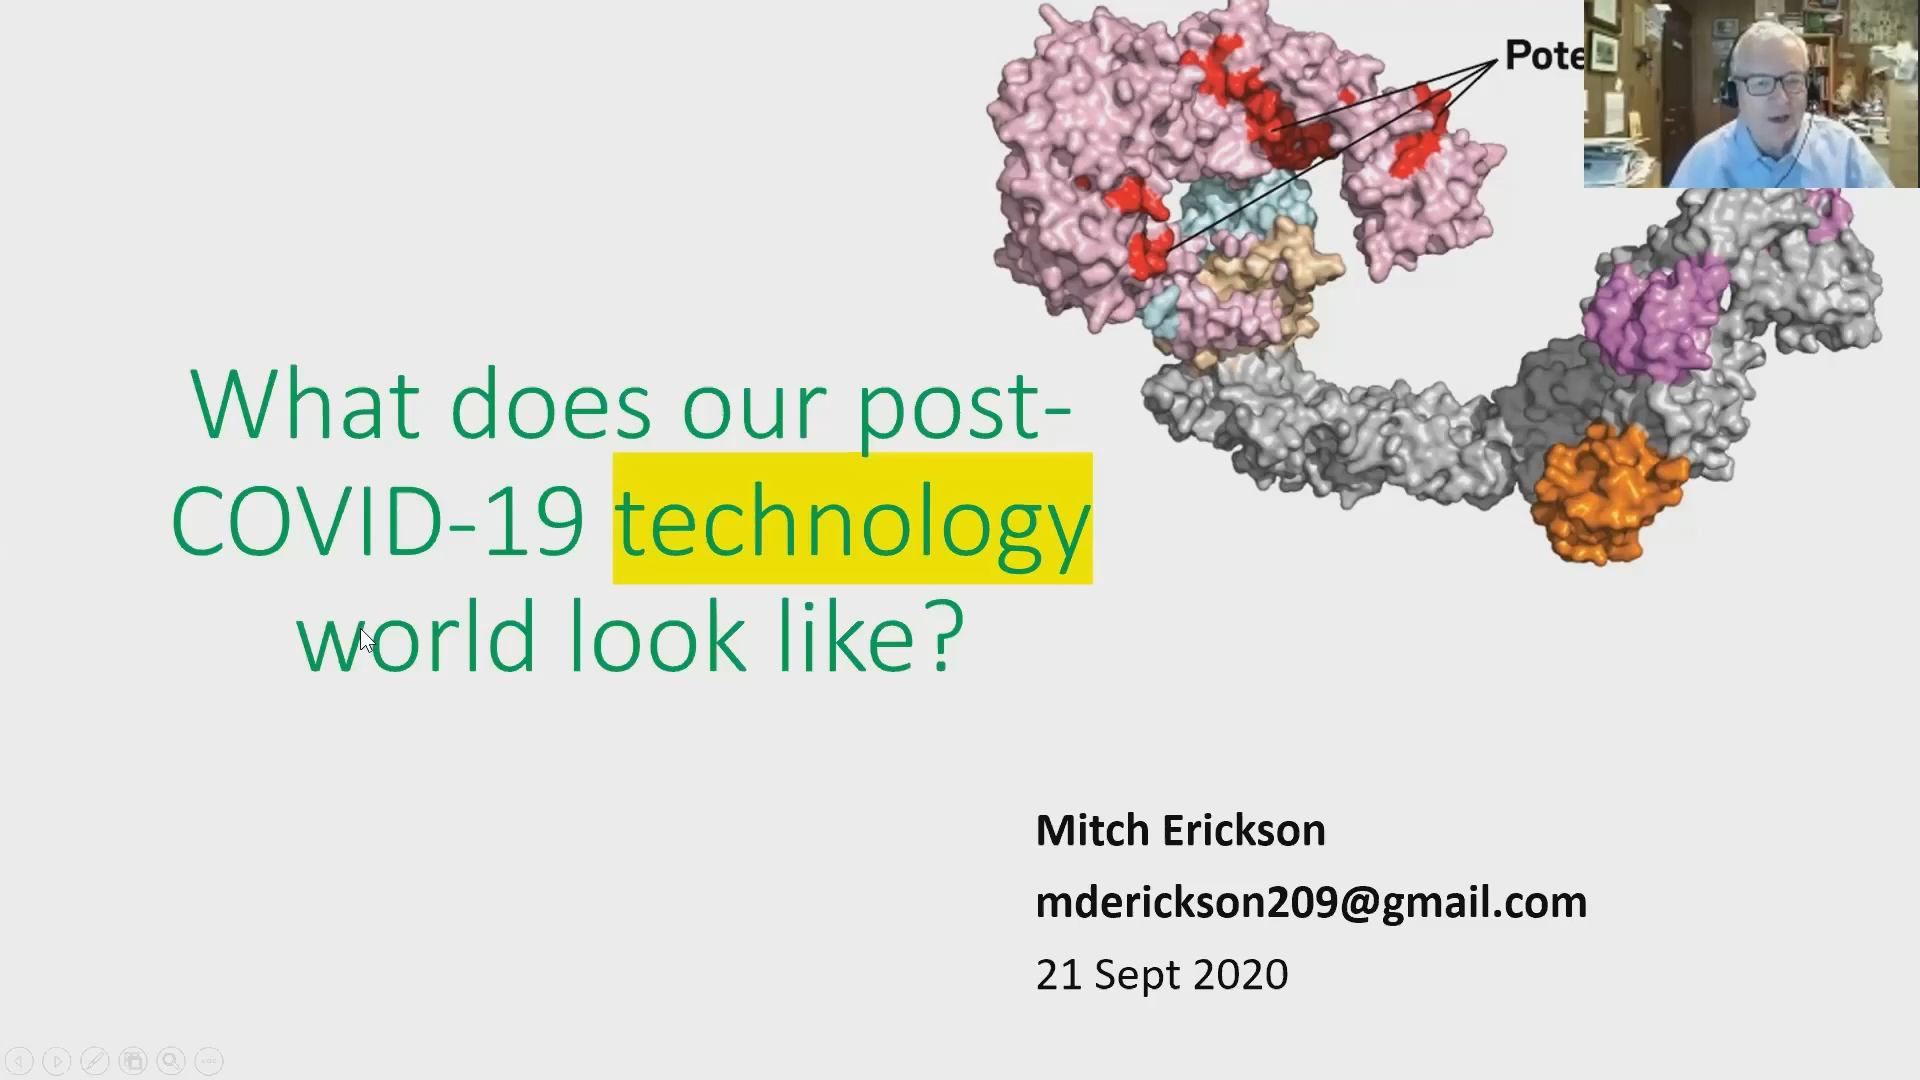 Pote
What does our post-
COVID-19 technology
world look like?
Mitch Erickson
mderickson209@gmail.com
21 Sept 2020